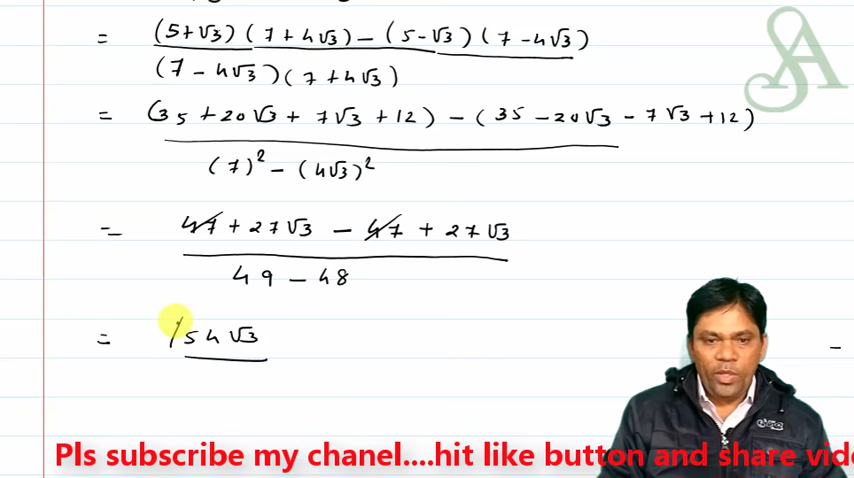 = (5+√3)(7+4√3) – (5-√3)(7-4√3)
(7-4√3)(7+4√3)
= (35+20√3+7√3+12) – (35-20√3-7√3+12)
(7)² – (4√3)²
= 47+27√3 – 47+27√3
49-48
= 54√3
Pls subscribe my chanel....hit like button and share vide